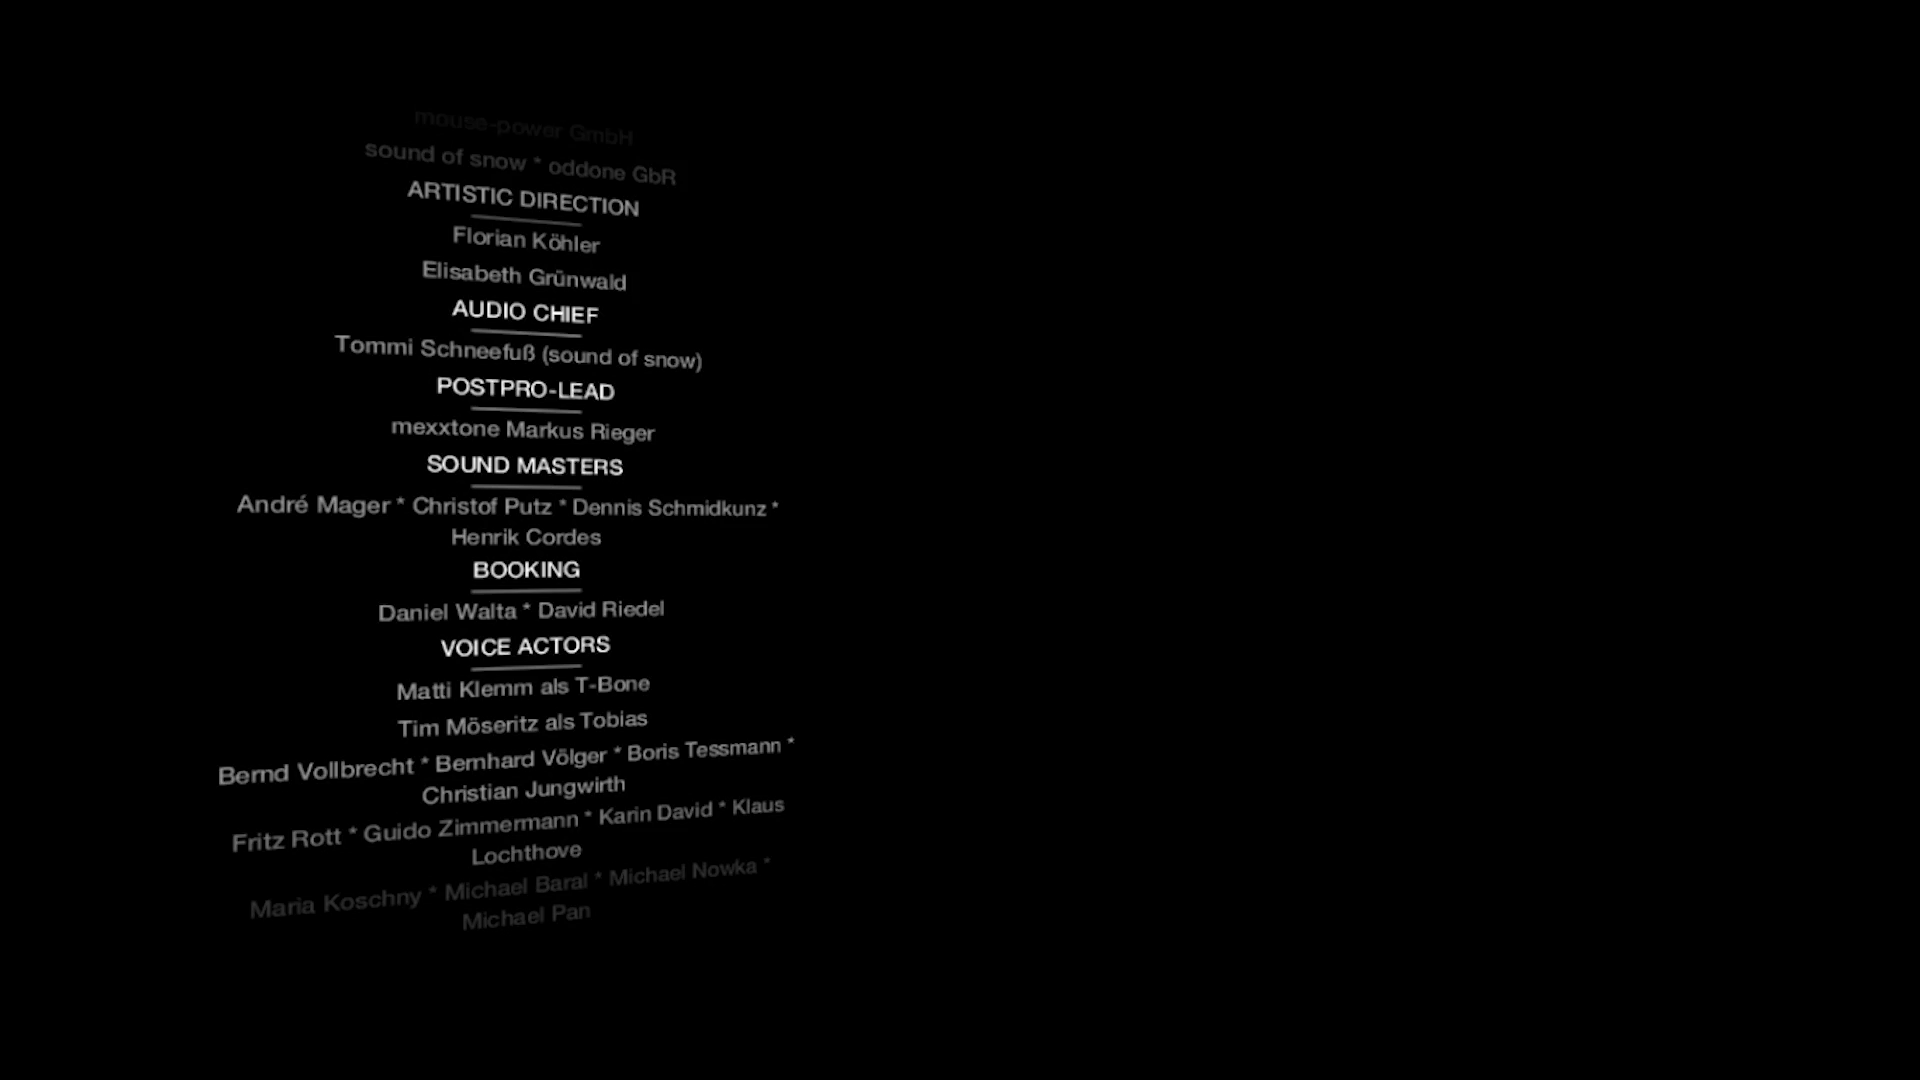 mouse-power GmbH
sound of snow * oddone GbR
ARTISTIC DIRECTION
Florian Köhler
Elisabeth Grünwald
AUDIO CHIEF
Tommi Schneefuß (sound of snow)
POSTPRO-LEAD
mexxtone Markus Rieger
SOUND MASTERS
André Mager * Christof Putz * Dennis Schmidkunz *
Henrik Cordes
BOOKING
Daniel Walta * David Riedel
VOICE ACTORS
Matti Klemm als T-Bone
Tim Möseritz als Tobias
Bernd Vollbrecht * Bernhard Völger * Boris Tessmann *
Christian Jungwirth
Fritz Rott * Guido Zimmermann * Karin David * Klaus
Lochthove
Maria Koschny * Michael Baral * Michael Nowka *
Michael Pan